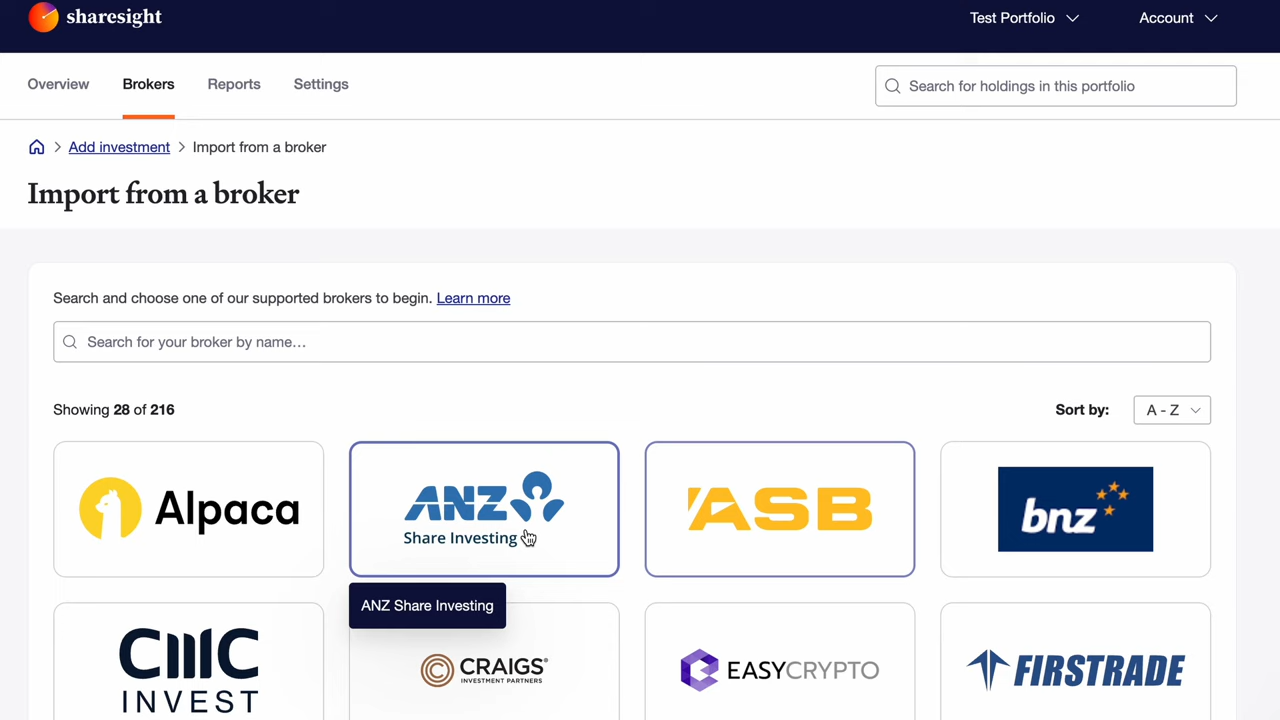 sharesight
Test Portfolio
Account
Overview
Brokers
Reports
Settings
Search for holdings in this portfolio
Add investment
Import from a broker
Import from a broker
Search and choose one of our supported brokers to begin. Learn more
Search for your broker by name…
Showing 28 of 216
Sort by:
A - Z
Alpaca
ANZ
Share Investing
ASB
bnz
ANZ Share Investing
CMC
INVEST
CRAIGS
INVESTMENT PARTNERS
EASYCRYPTO
FIRSTRADE